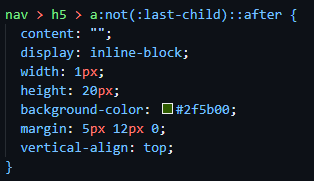 nav > h5 > a:not(:last-child)::after {
  content: "";
  display: inline-block;
  width: 1px;
  height: 20px;
  background-color: #2f5b00;
  margin: 5px 12px 0;
  vertical-align: top;
}